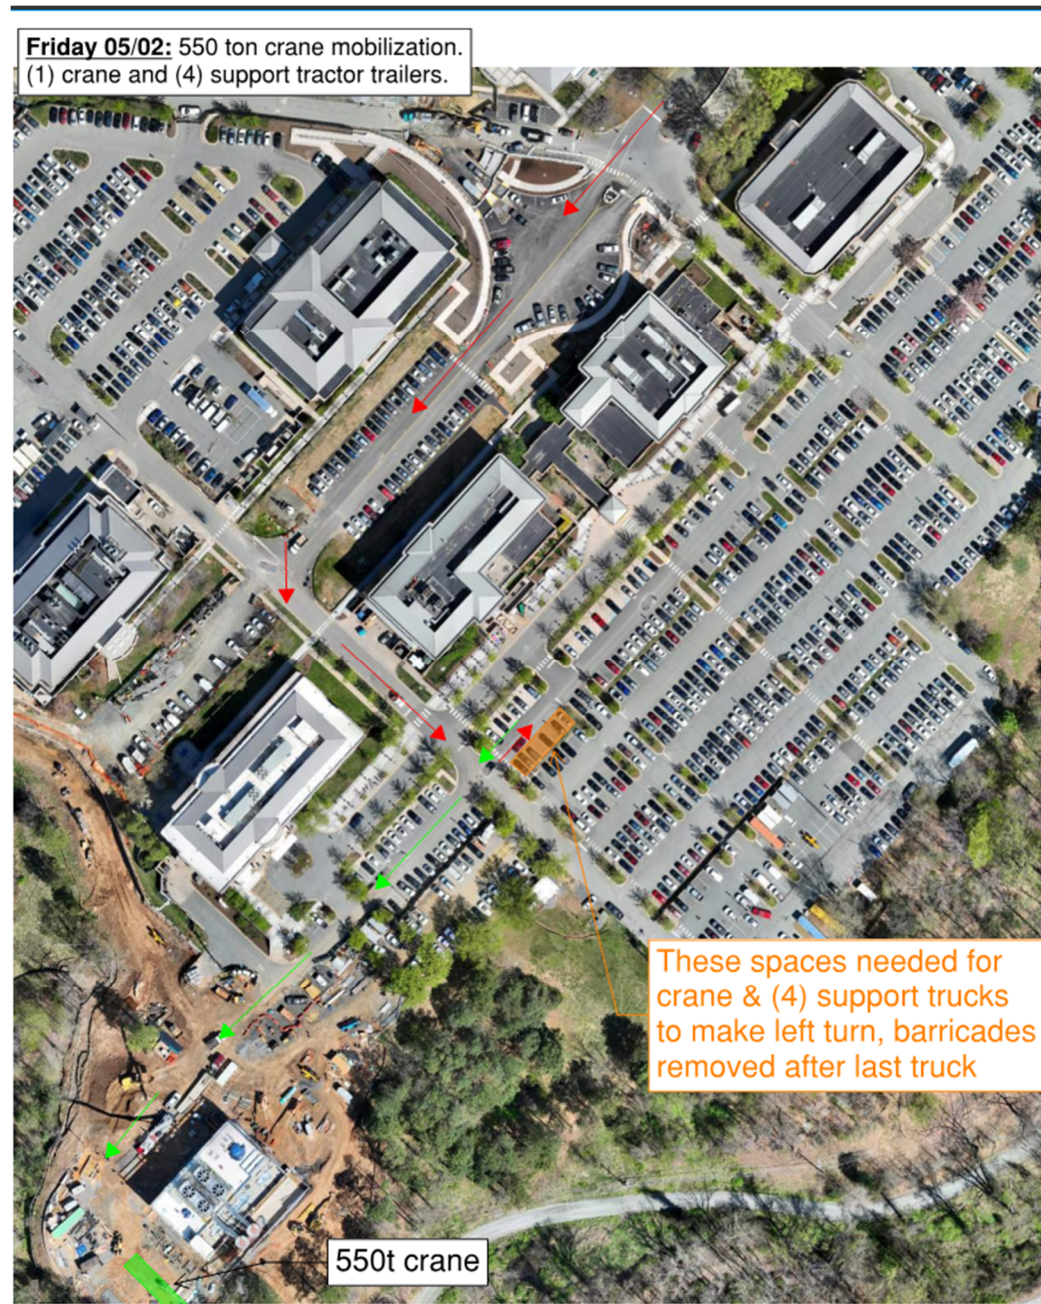 Friday 05/02: 550 ton crane mobilization.
(1) crane and (4) support tractor trailers.
These spaces needed for
crane & (4) support trucks
to make left turn, barricades
removed after last truck
550t crane